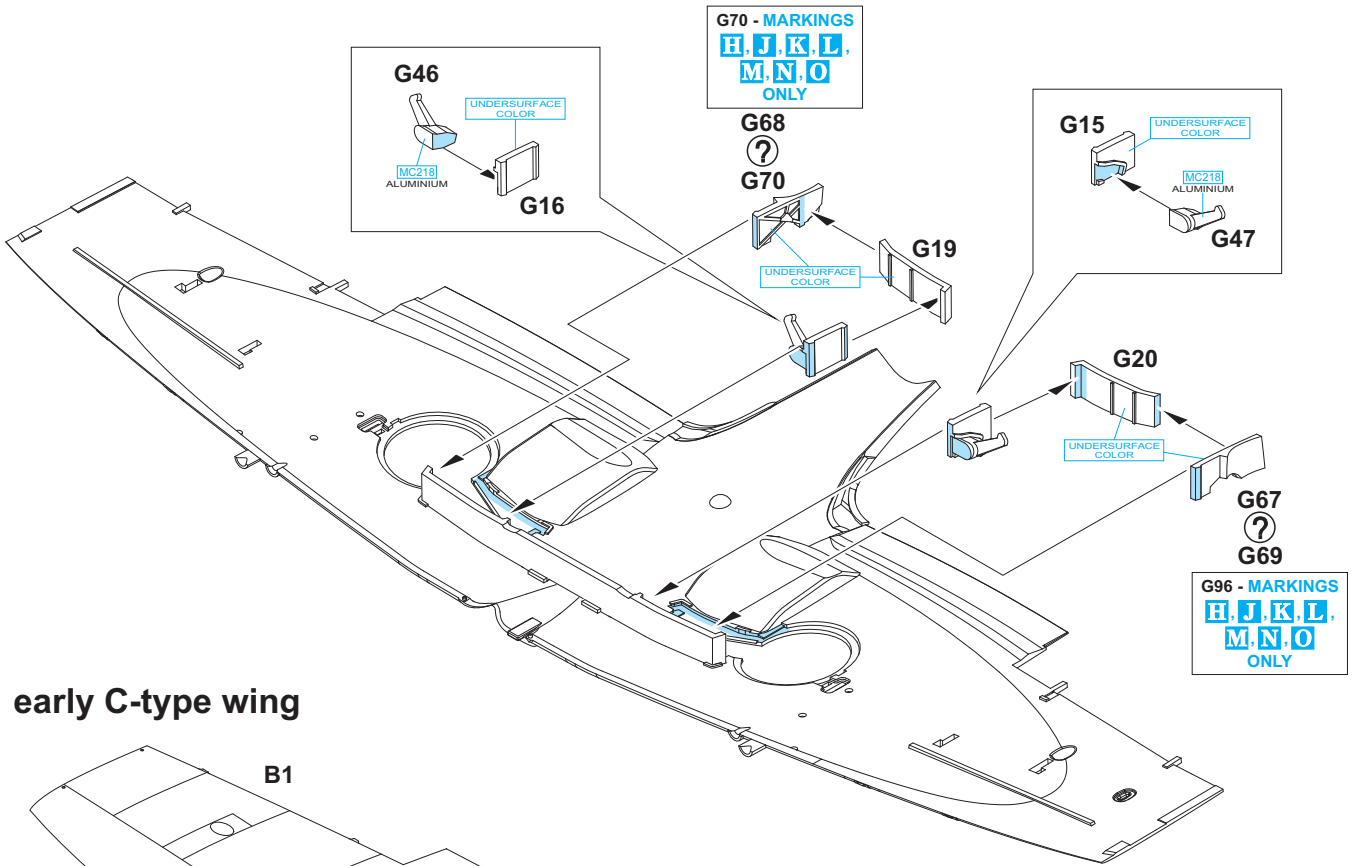 G70 - MARKINGS
H, J, K, L,
M, N, O
ONLY
G68
?
G70
G46
UNDERSURFACE
COLOR
MC218
ALUMINIUM
G16
G15
UNDERSURFACE
COLOR
MC218
ALUMINIUM
G47
G19
UNDERSURFACE
COLOR
G20
UNDERSURFACE
COLOR
G67
?
G69
G96 - MARKINGS
H, J, K, L,
M, N, O
ONLY
early C-type wing
B1